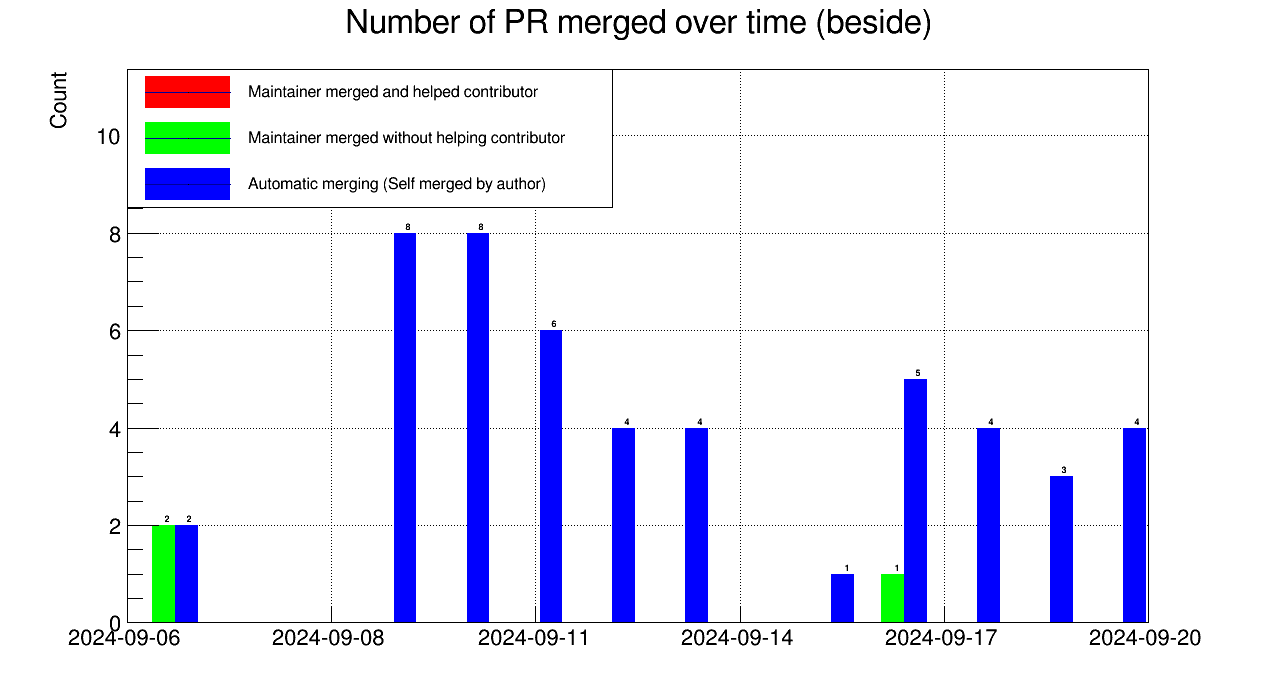 Number of PR merged over time (beside)
Count
Maintainer merged and helped contributor
Maintainer merged without helping contributor
Automatic merging (Self merged by author)
10
8
6
4
2
0
2 2 8 8 6 4 4 1 1 5 4 3 4
2024-09-06 2024-09-08 2024-09-11 2024-09-14 2024-09-17 2024-09-20